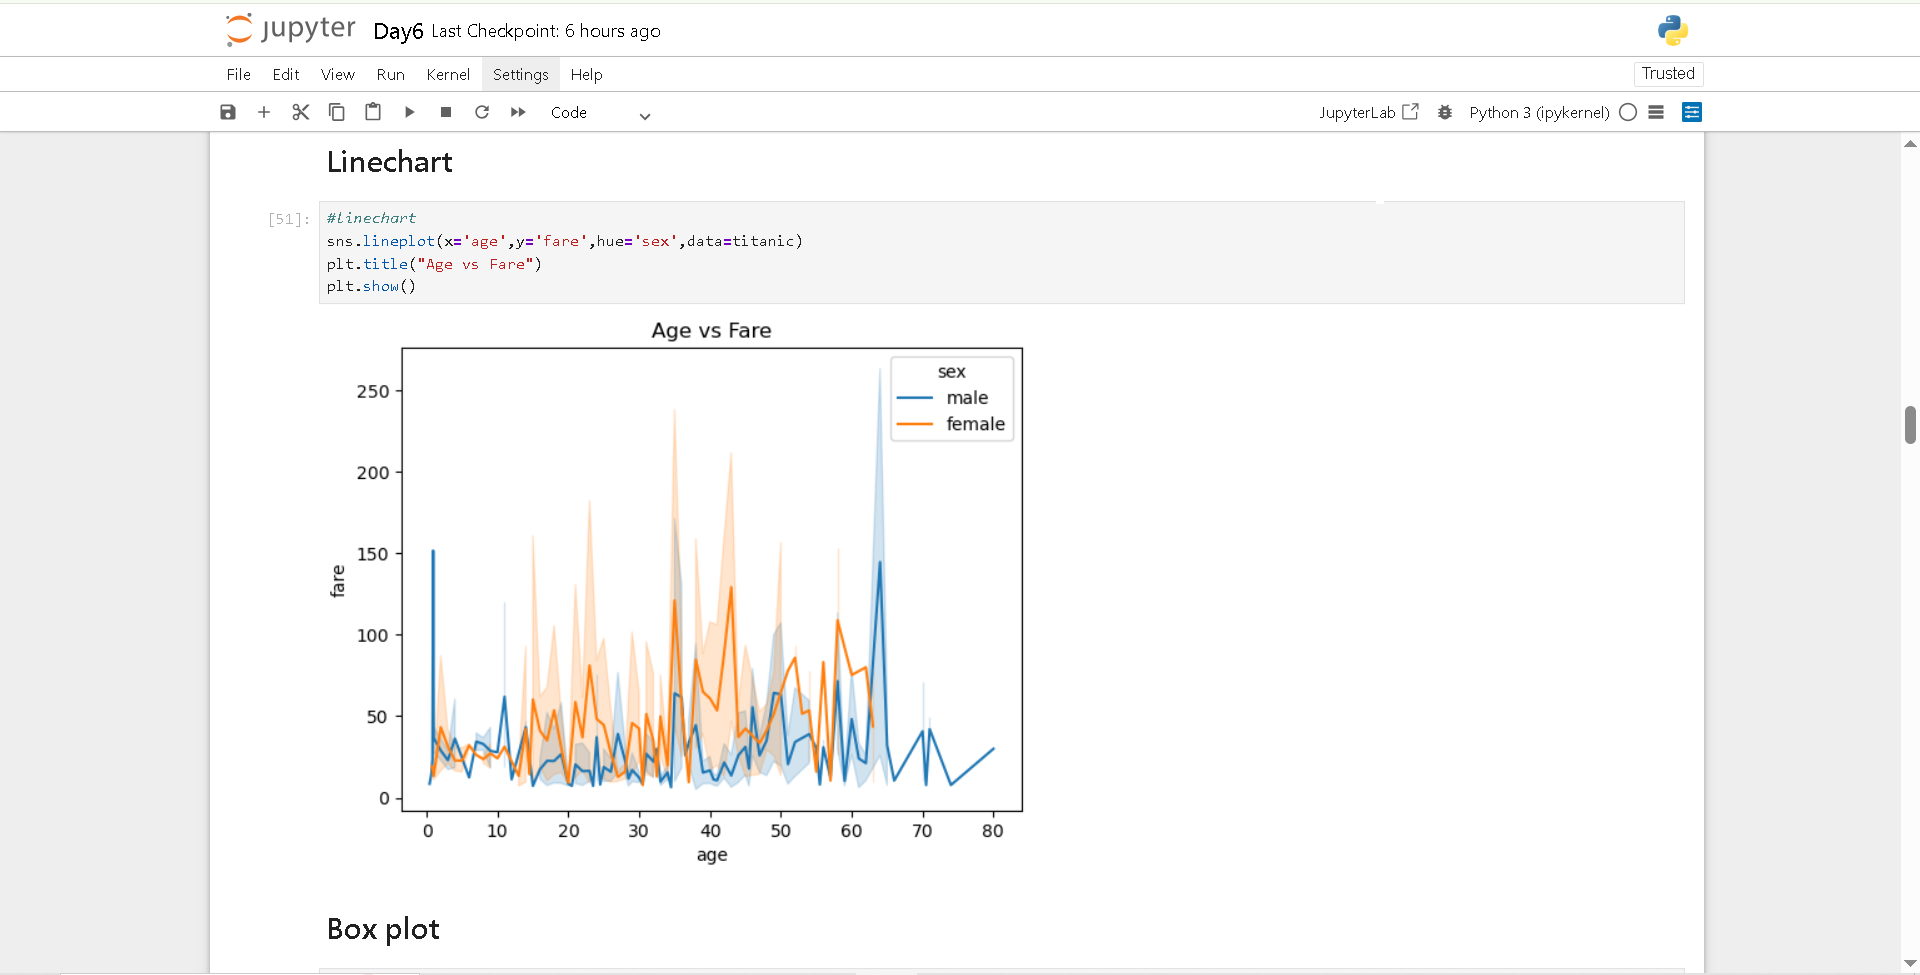 jupyter Day6 Last Checkpoint: 6 hours ago
File Edit View Run Kernel Settings Help Trusted
Code JupyterLab Python 3 (ipykernel)
Linechart
[51]:
#linechart
sns.lineplot(x='age',y='fare',hue='sex',data=titanic)
plt.title("Age vs Fare")
plt.show()
Age vs Fare
sex
male
female
250
200
150
100
50
0
fare
0 10 20 30 40 50 60 70 80
age
Box plot